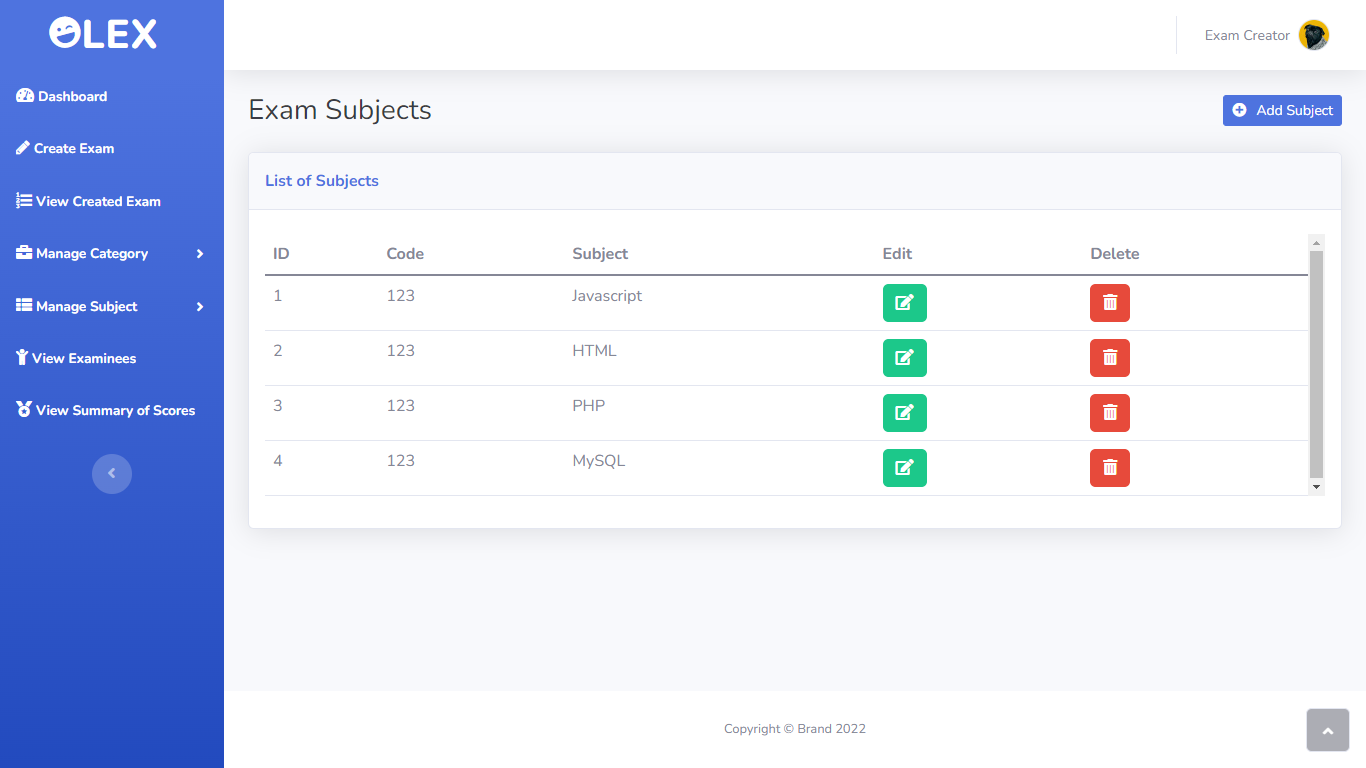 OLEX
Exam Creator
Dashboard
Create Exam
View Created Exam
Manage Category
Manage Subject
View Examinees
View Summary of Scores
Exam Subjects
Add Subject
List of Subjects
ID Code Subject Edit Delete
1 123 Javascript
2 123 HTML
3 123 PHP
4 123 MySQL
Copyright © Brand 2022